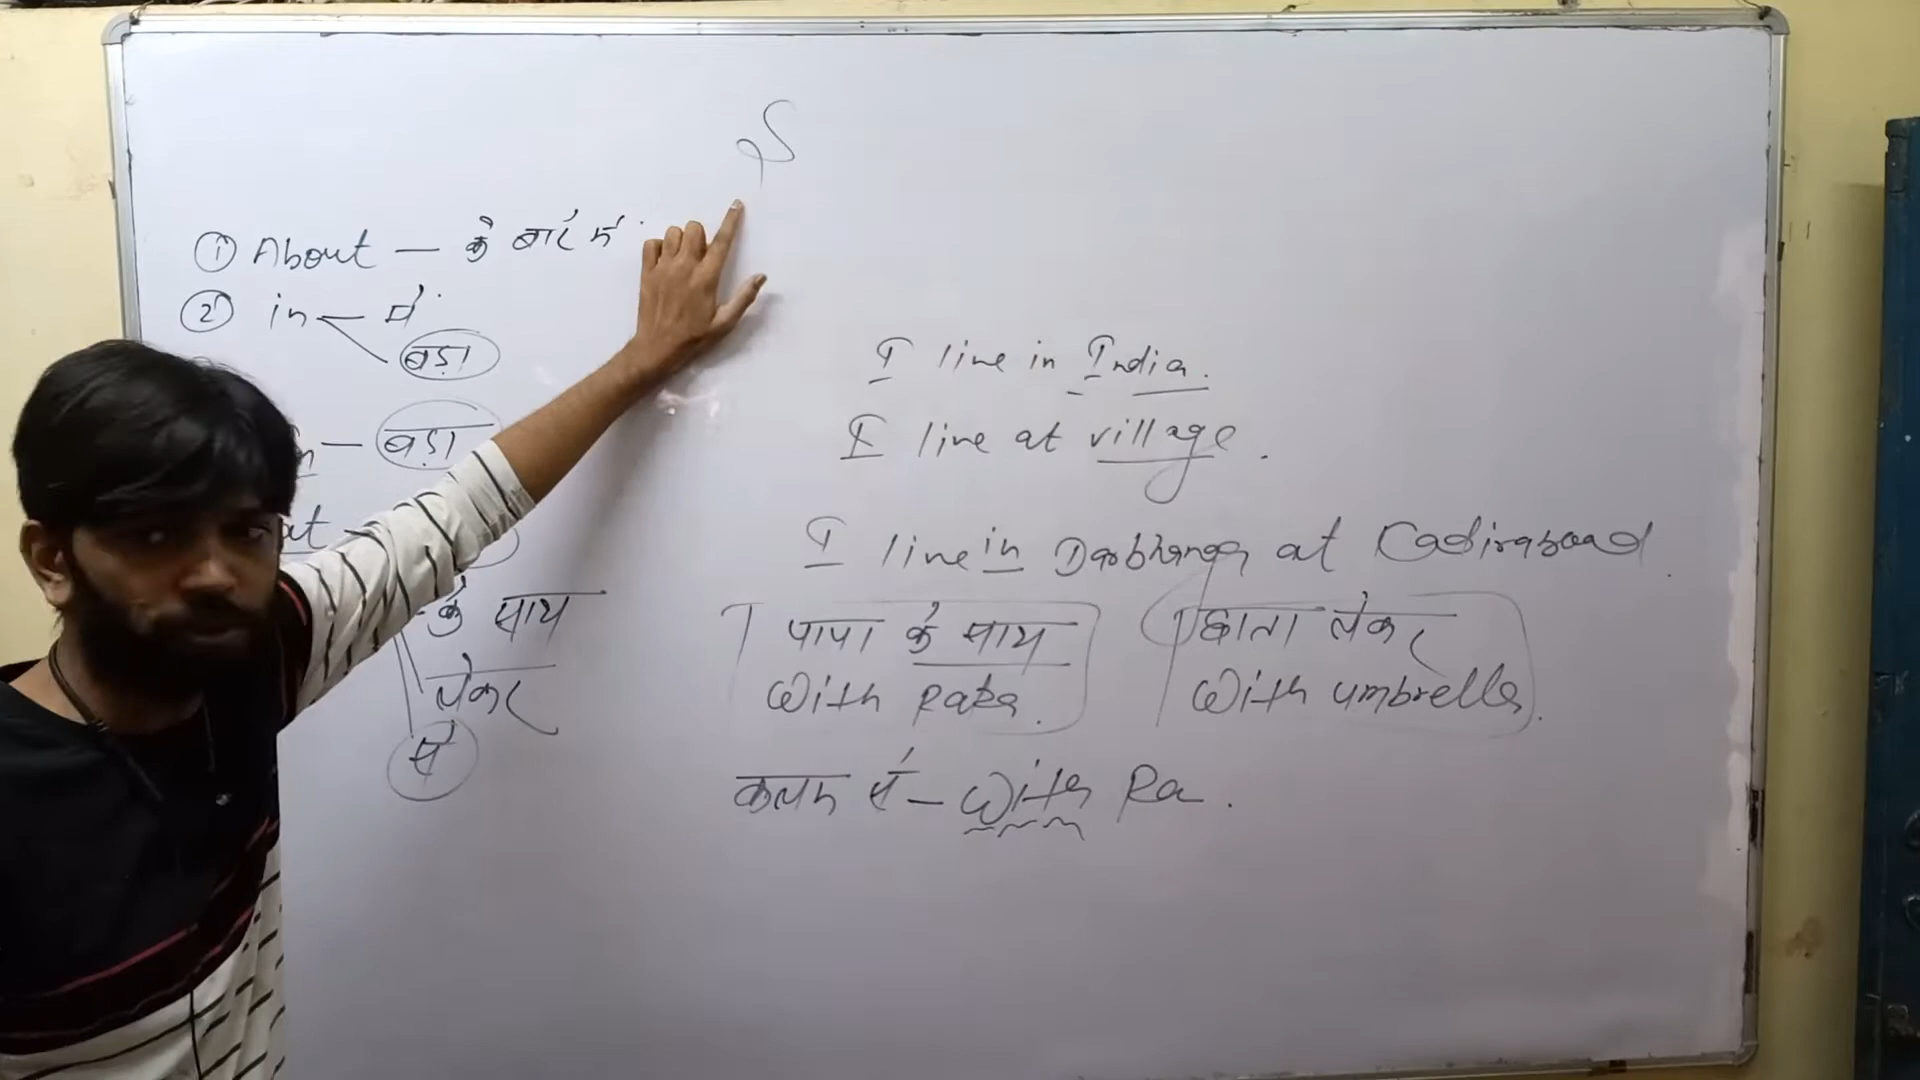 ① About — के बारे में
② in — में
बड़ा
— बड़ा
at —
के साथ
लेकर
से
I live in India.
I live at village.
I live in Darbhanga at Kadirabad.
पापा के साथ
With Papa.
छाता लेकर
With umbrella.
कलम से – With Pa.